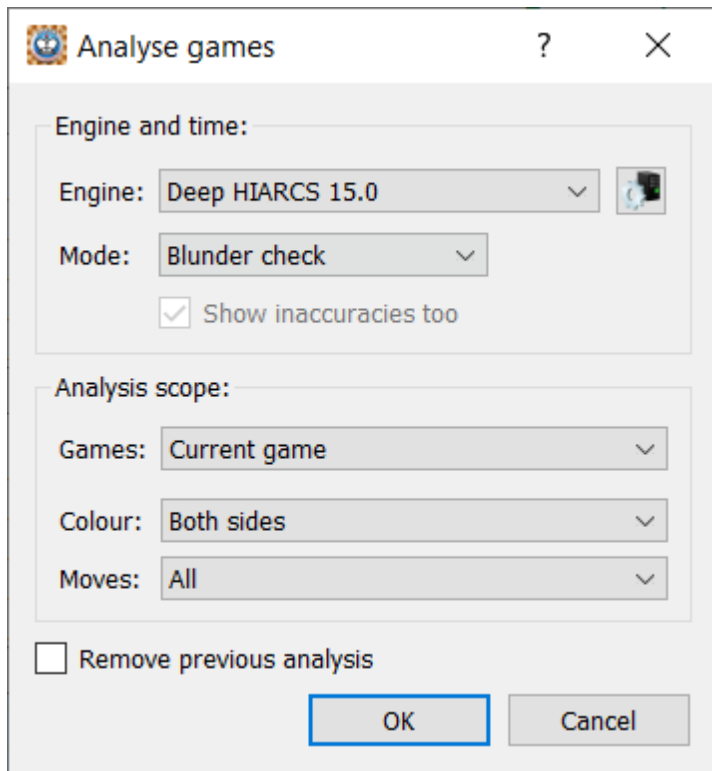 Analyse games ?
Engine and time:
Engine: Deep HIARCS 15.0
Mode: Blunder check
Show inaccuracies too
Analysis scope:
Games: Current game
Colour: Both sides
Moves: All
Remove previous analysis
OK Cancel